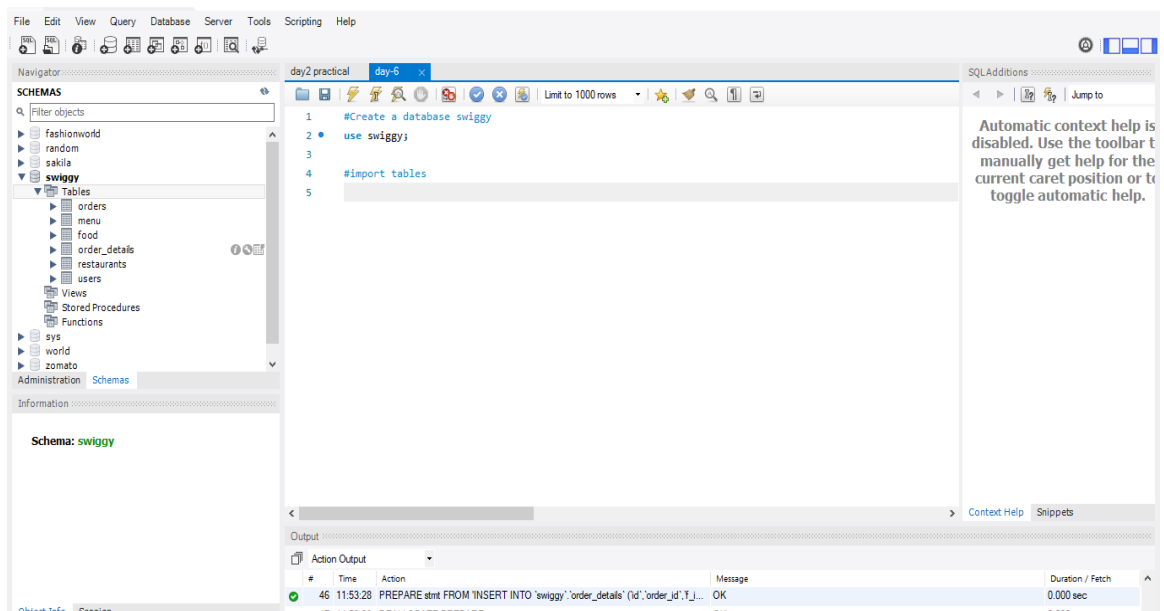 File Edit View Query Database Server Tools Scripting Help
Navigator
SCHEMAS
Filter objects
fashionworld
random
sakila
swiggy
Tables
orders
menu
food
order_details
restaurants
users
Views
Stored Procedures
Functions
sys
world
zomato
Administration Schemas
Information
Schema: swiggy
Object Info Session
day2 practical day-6
Limit to 1000 rows
1 #Create a database swiggy
2 use swiggy;
3
4 #import tables
5
Output
Action Output
# Time Action Message Duration / Fetch
46 11:53:28 PREPARE stmt FROM 'INSERT INTO `swiggy`.`order_details` (`id`,`order_id`,`f_i... OK 0.000 sec
SQLAdditions
Jump to
Automatic context help is
disabled. Use the toolbar t
manually get help for the
current caret position or to
toggle automatic help.
Context Help Snippets